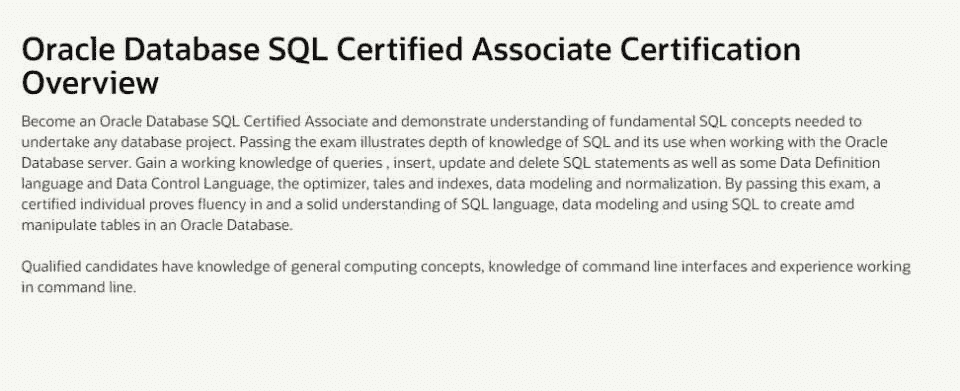 Oracle Database SQL Certified Associate Certification
Overview
Become an Oracle Database SQL Certified Associate and demonstrate understanding of fundamental SQL concepts needed to
undertake any database project. Passing the exam illustrates depth of knowledge of SQL and its use when working with the Oracle
Database server. Gain a working knowledge of queries , insert, update and delete SQL statements as well as some Data Definition
language and Data Control Language, the optimizer, tales and indexes, data modeling and normalization. By passing this exam, a
certified individual proves fluency in and a solid understanding of SQL language, data modeling and using SQL to create amd
manipulate tables in an Oracle Database.
Qualified candidates have knowledge of general computing concepts, knowledge of command line interfaces and experience working
in command line.